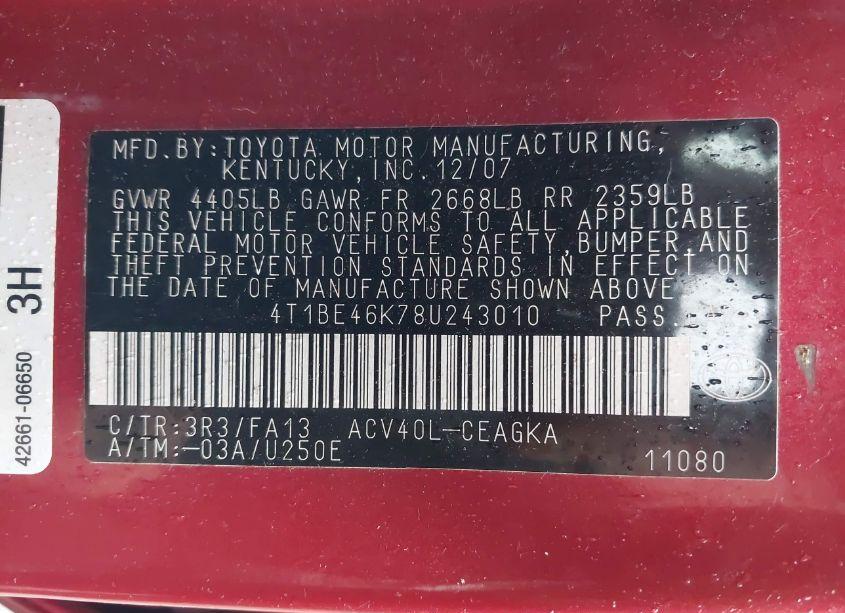 MFD.BY:TOYOTA MOTOR MANUFACTURING,
KENTUCKY, INC.12/07
GVWR 4405LB GAWR FR 2668LB RR 2359LB
THIS VEHICLE CONFORMS TO ALL APPLICABLE
FEDERAL MOTOR VEHICLE SAFETY,BUMPER,AND
THEFT PREVENTION STANDARDS IN EFFECT ON
THE DATE OF MANUFACTURE SHOWN ABOVE.
4T1BE46K78U243010 PASS.
C/TR:3R3/FA13 ACV40L-CEAGKA
A/TM:-03A/U250E
11080
3H
42661-06650